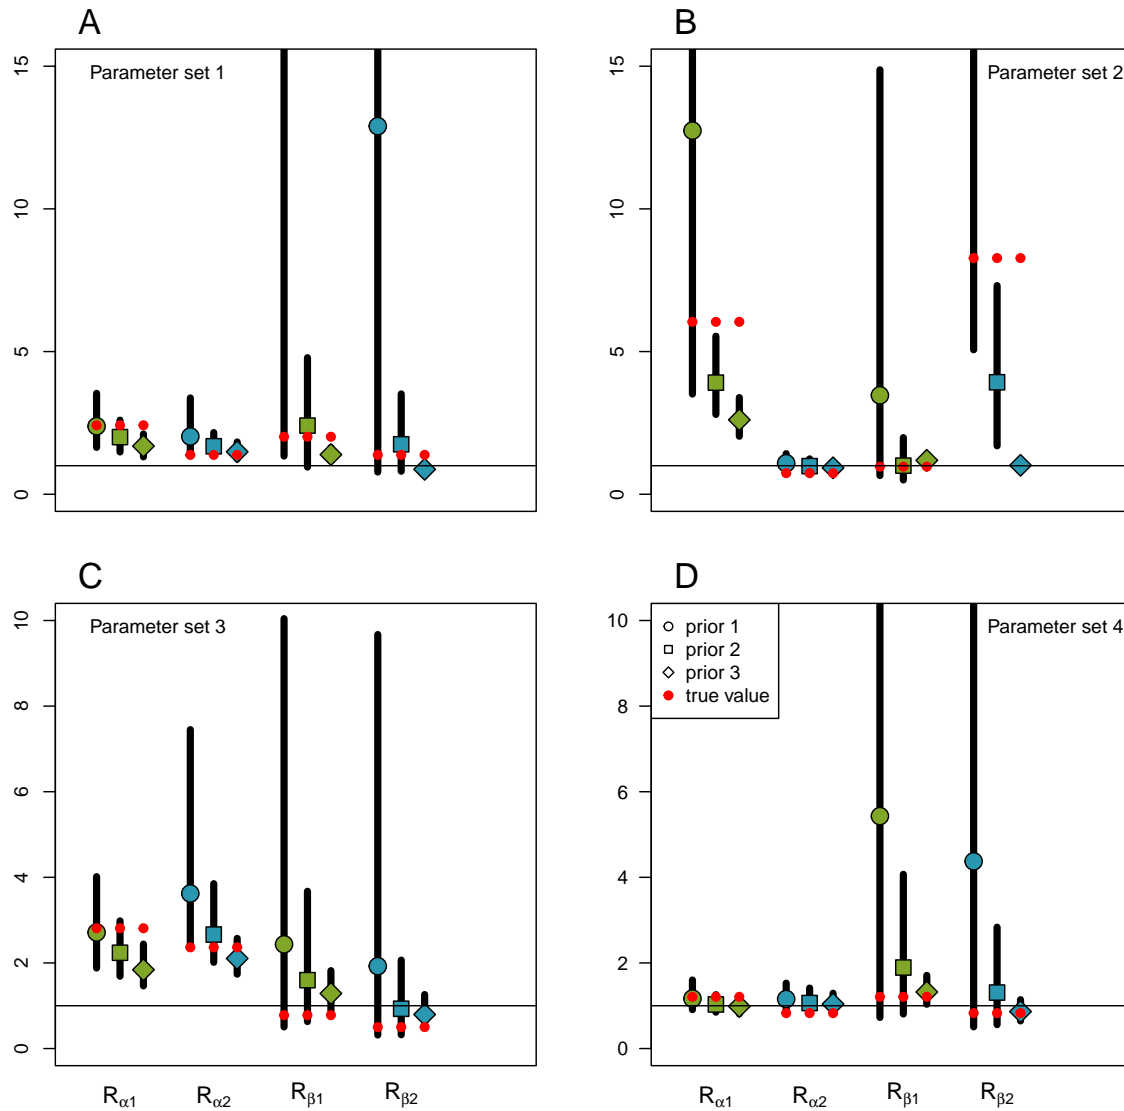 A
B
Parameter set 1
Parameter set 2
15
10
5
0
15
10
5
0
C
D
Parameter set 3
Parameter set 4
prior 1
prior 2
prior 3
true value
10
8
6
4
2
0
10
8
6
4
2
0
Rα1 Rα2 Rβ1 Rβ2
Rα1 Rα2 Rβ1 Rβ2